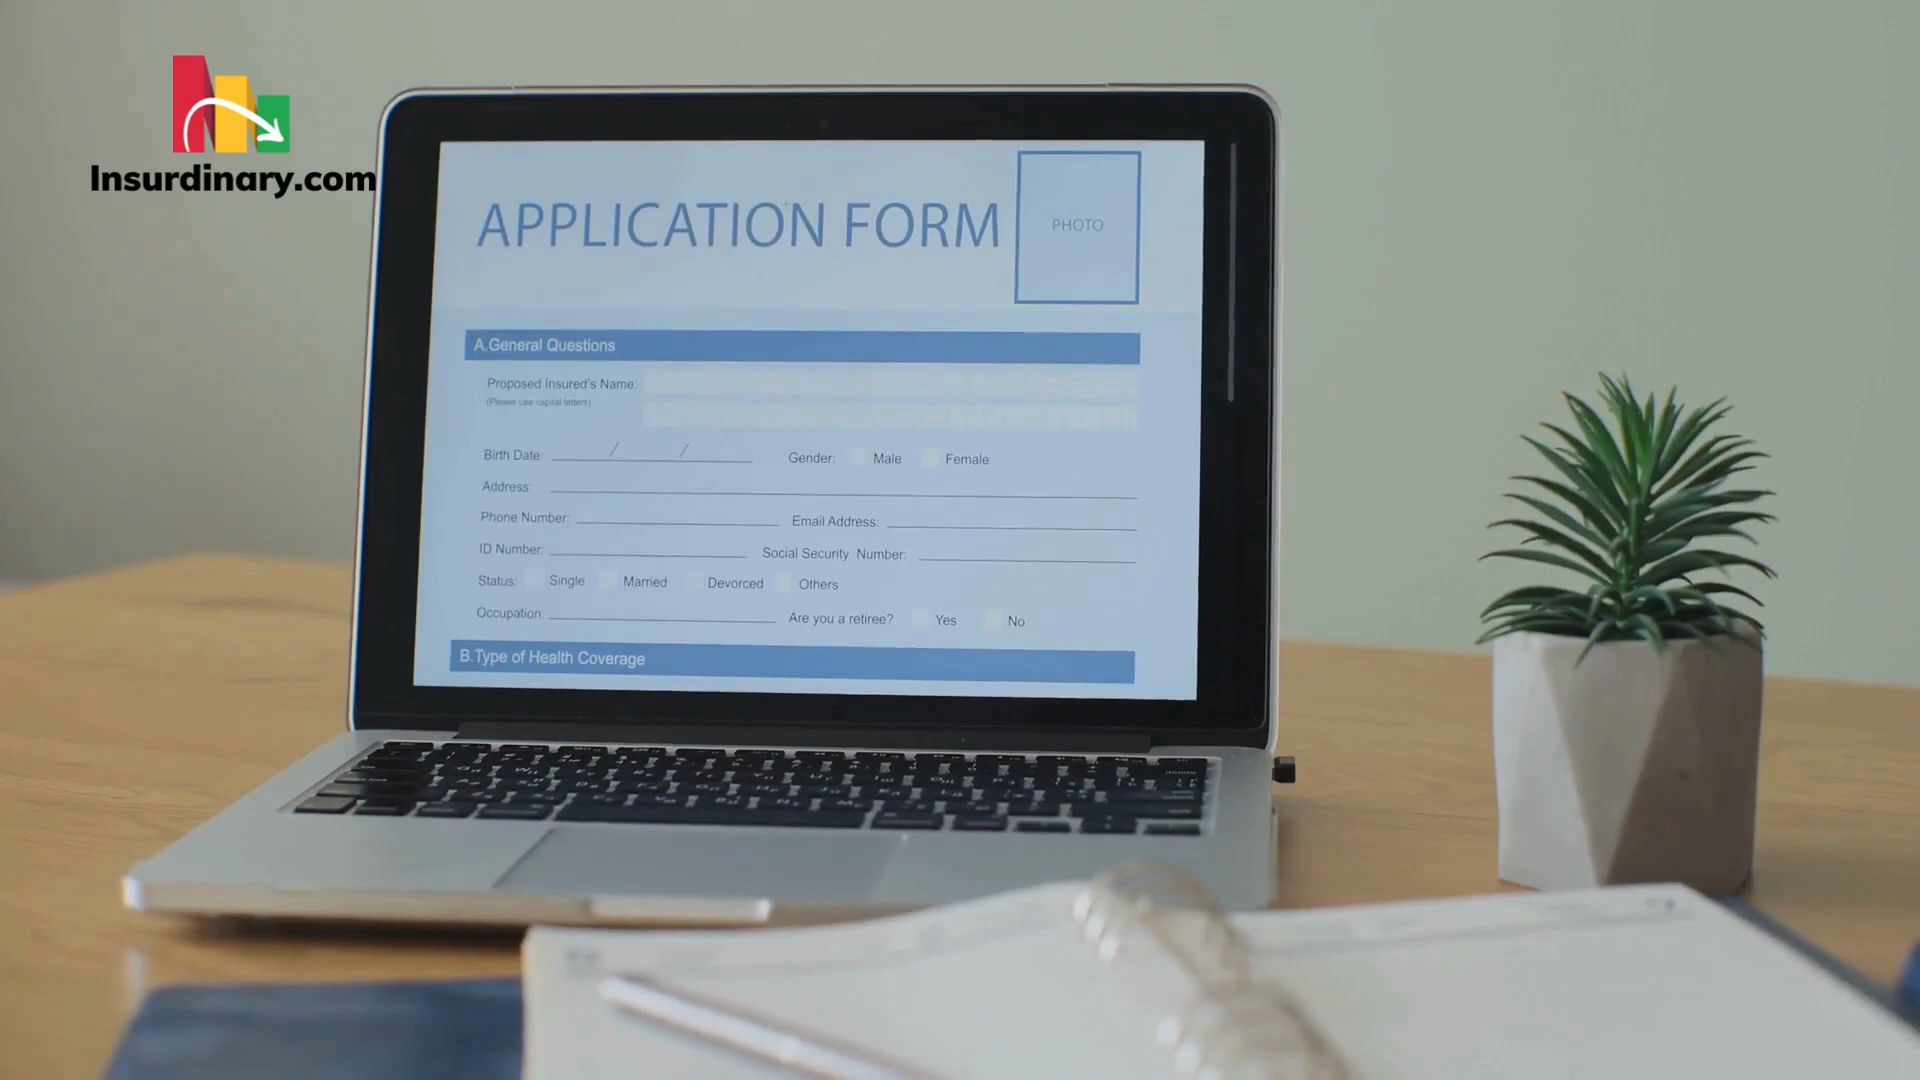 Insurdinary.com
APPLICATION FORM
PHOTO
A.General Questions
Proposed Insured's Name:
(Please use capital letters)
Birth Date: / / Gender: Male Female
Address:
Phone Number: Email Address:
ID Number: Social Security Number:
Status: Single Married Devorced Others
Occupation: Are you a retiree? Yes No
B.Type of Health Coverage